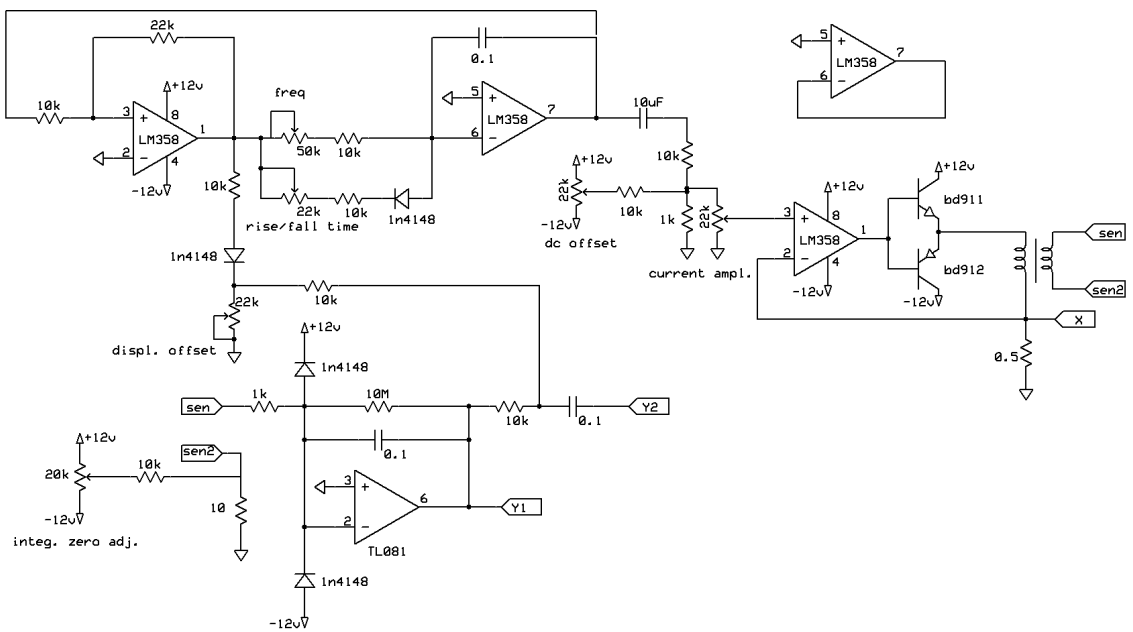 22k
0.1
freq
+12v
10k
3
+
8
LM358
1
2
−
4
-12v
50k
10k
5
+
LM358
7
6
−
10uF
5
+
LM358
7
6
−
10k
22k
10k
1n4148
rise/fall time
10k
+12v
22k
-12v
10k
dc offset
1k
22k
current ampl.
+12v
3
+
8
LM358
1
2
−
4
-12v
+12v
bd911
bd912
-12v
sen
sen2
X
0.5
1n4148
22k
10k
displ. offset
+12v
1n4148
sen
1k
10M
10k
0.1
Y2
0.1
+12v
20k
-12v
10k
sen2
10
integ. zero adj.
3
+
6
2
−
TL081
Y1
1n4148
-12v